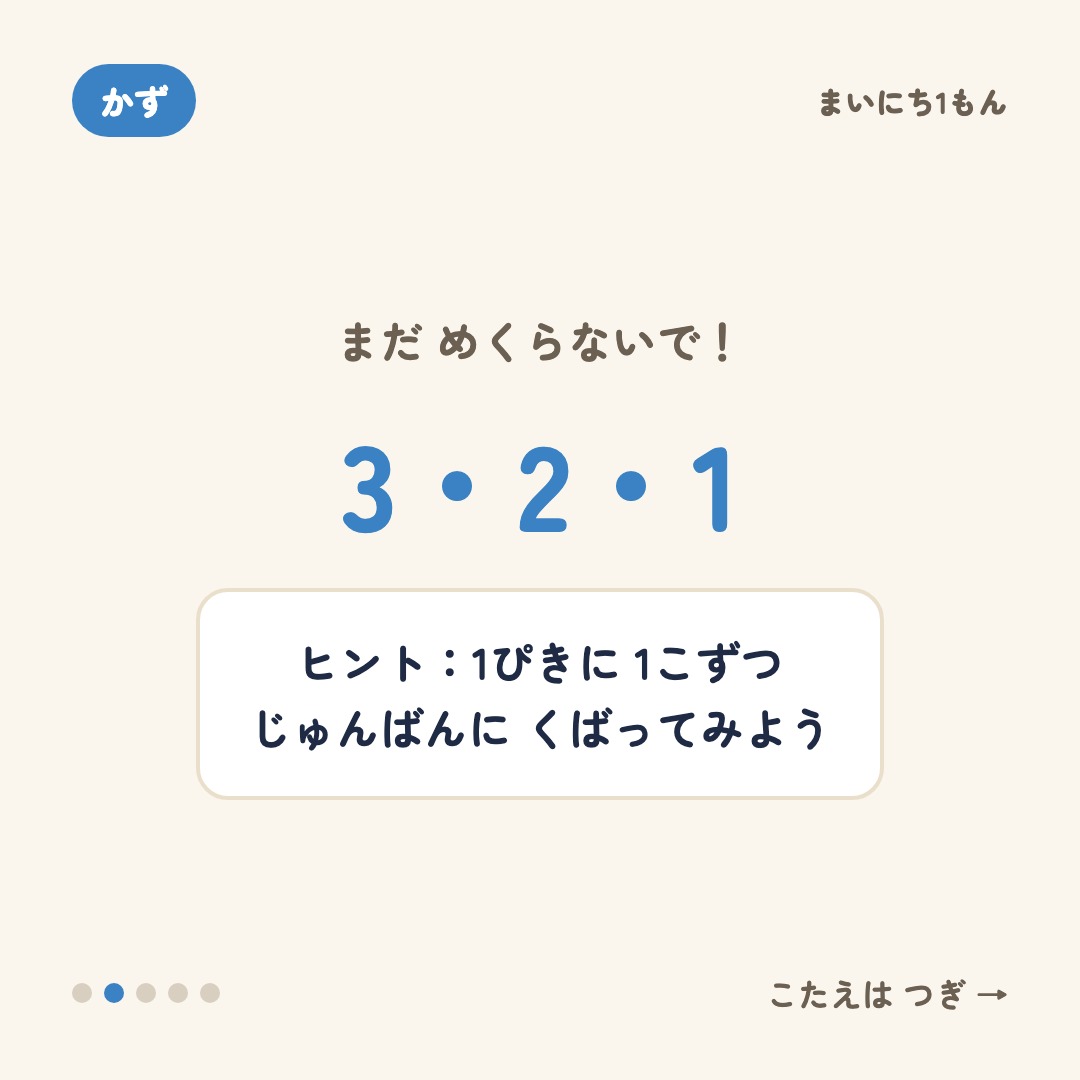 かず
まいにち1もん
まだ めくらないで！
3・2・1
ヒント：1ぴきに 1こずつ
じゅんばんに くばってみよう
こたえは つぎ →